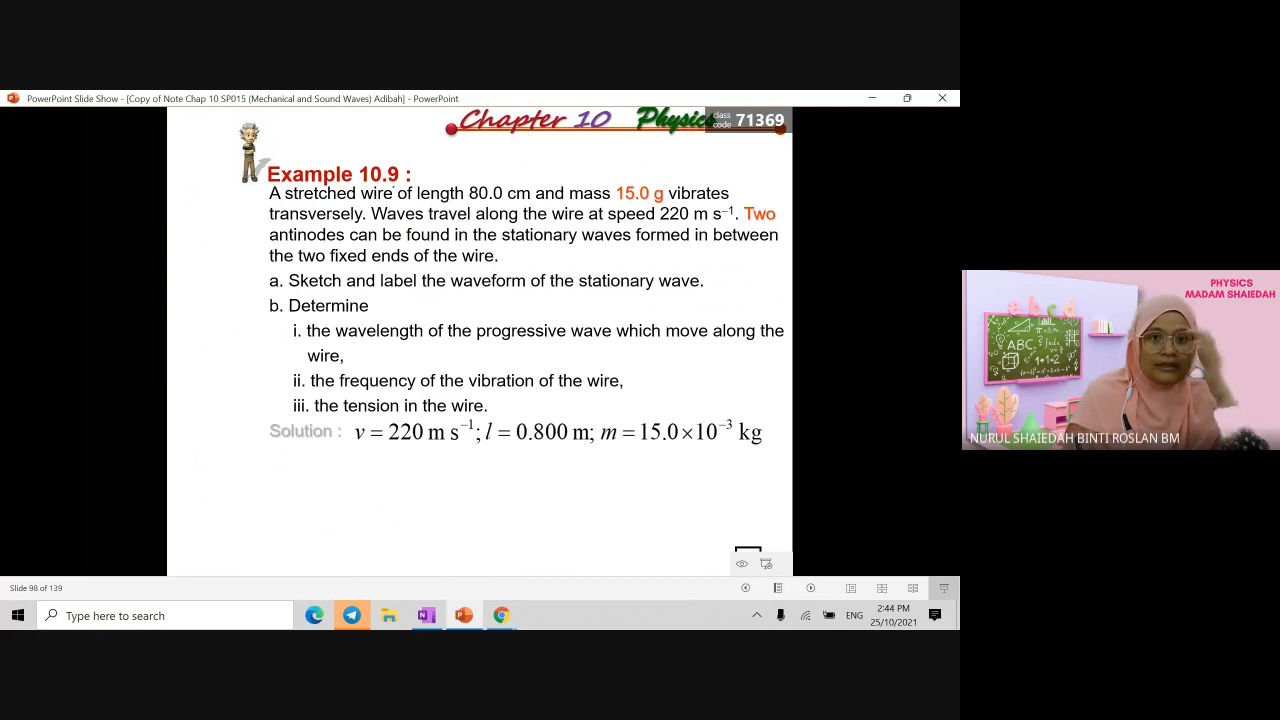 PowerPoint Slide Show - [Copy of Note Chap 10 SP015 (Mechanical and Sound Waves) Adibah] - PowerPoint
Chapter 10 Physics
class code 71369
Example 10.9 :
A stretched wire of length 80.0 cm and mass 15.0 g vibrates
transversely. Waves travel along the wire at speed 220 m s⁻¹. Two
antinodes can be found in the stationary waves formed in between
the two fixed ends of the wire.
a. Sketch and label the waveform of the stationary wave.
b. Determine
i. the wavelength of the progressive wave which move along the
wire,
ii. the frequency of the vibration of the wire,
iii. the tension in the wire.
Solution : v = 220 m s⁻¹; l = 0.800 m; m = 15.0×10⁻³ kg
PHYSICS
MADAM SHAIEDAH
ABC
1+1=2
NURUL SHAIEDAH BINTI ROSLAN BM
Slide 98 of 139
Type here to search
ENG
2:44 PM
25/10/2021